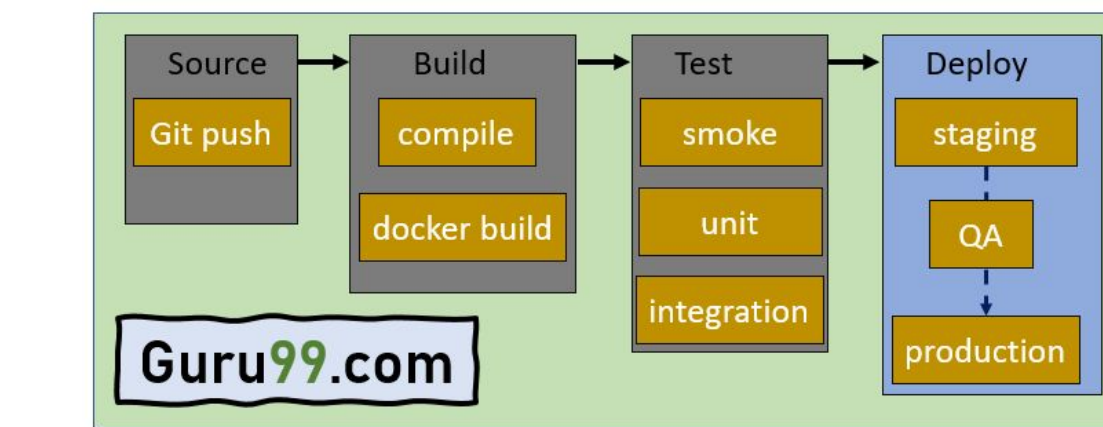 Source
Git push
Build
compile
docker build
Test
smoke
unit
integration
Deploy
staging
QA
production
Guru99.com